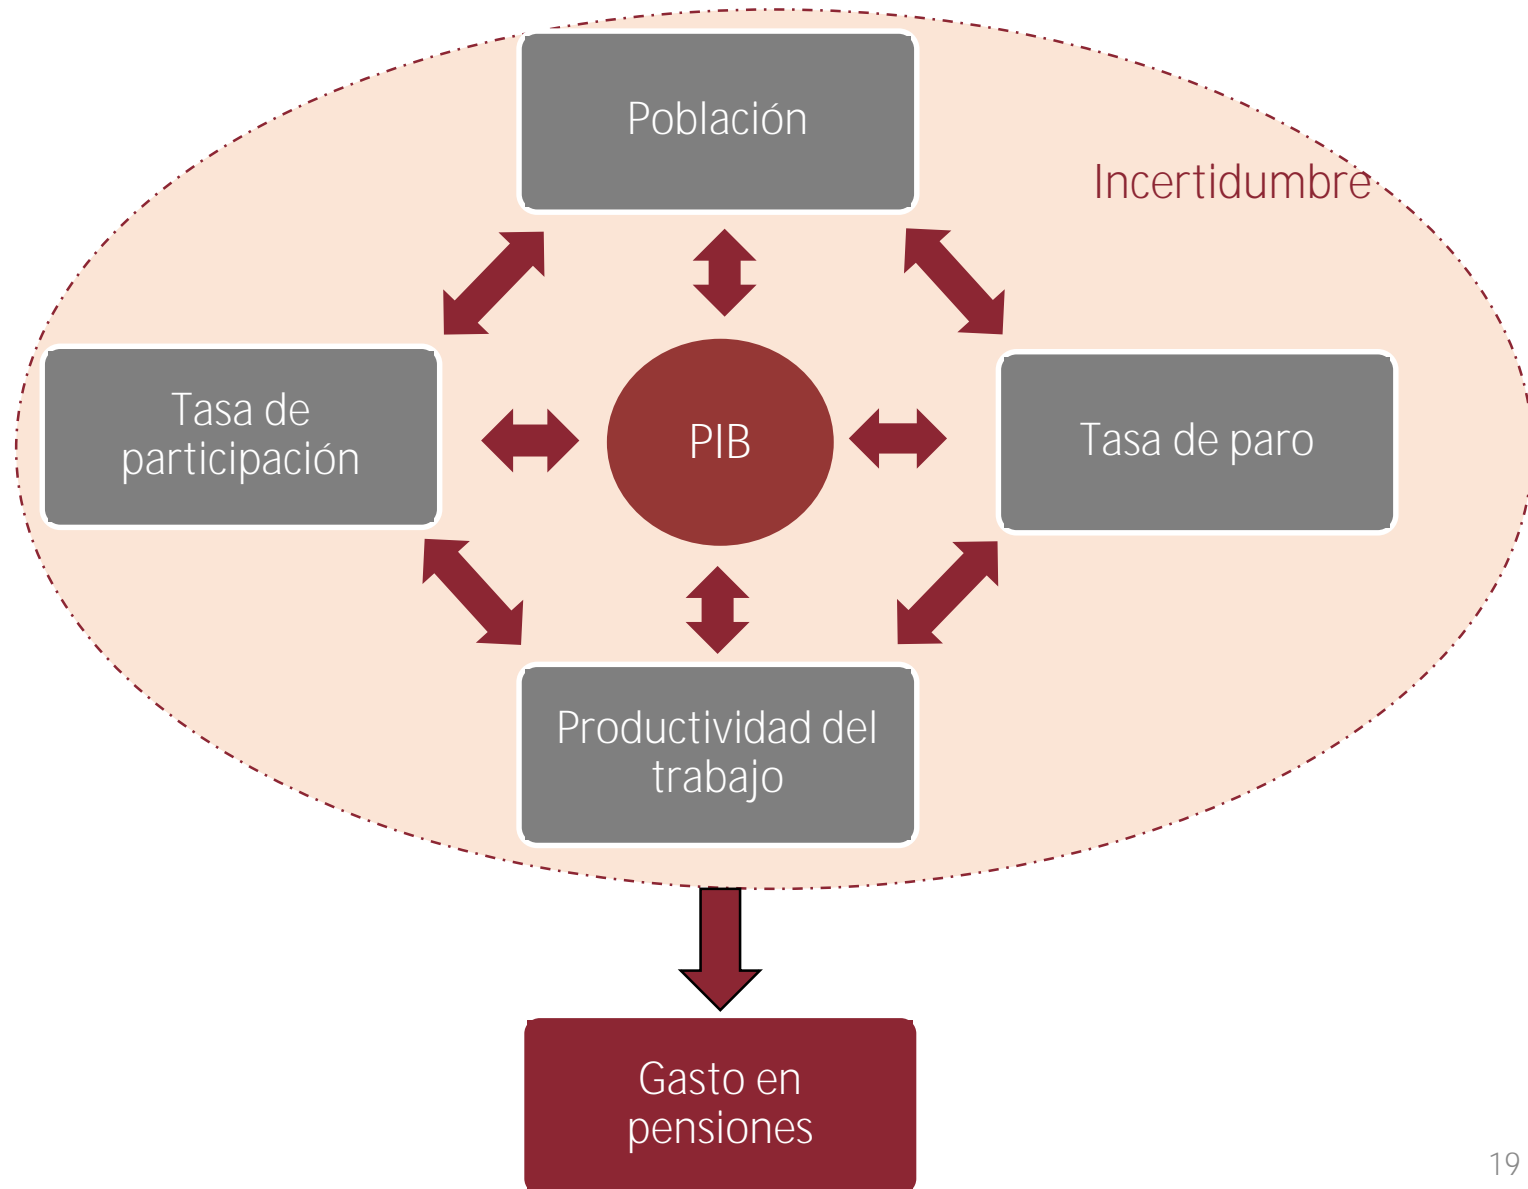 Población
Incertidumbre
Tasa de
participación
PIB
Tasa de paro
Productividad del
trabajo
Gasto en
pensiones
19